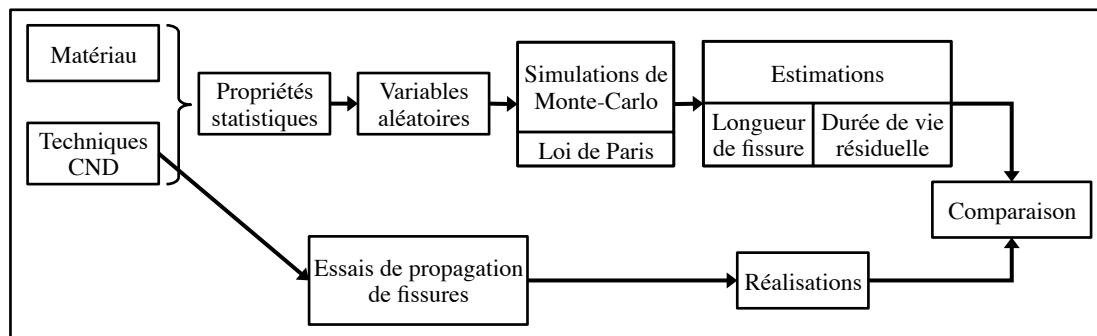 Matériau
Techniques
CND
Propriétés
statistiques
Variables
aléatoires
Simulations de
Monte-Carlo
Loi de Paris
Estimations
Longueur
de fissure
Durée de vie
résiduelle
Comparaison
Essais de propagation
de fissures
Réalisations